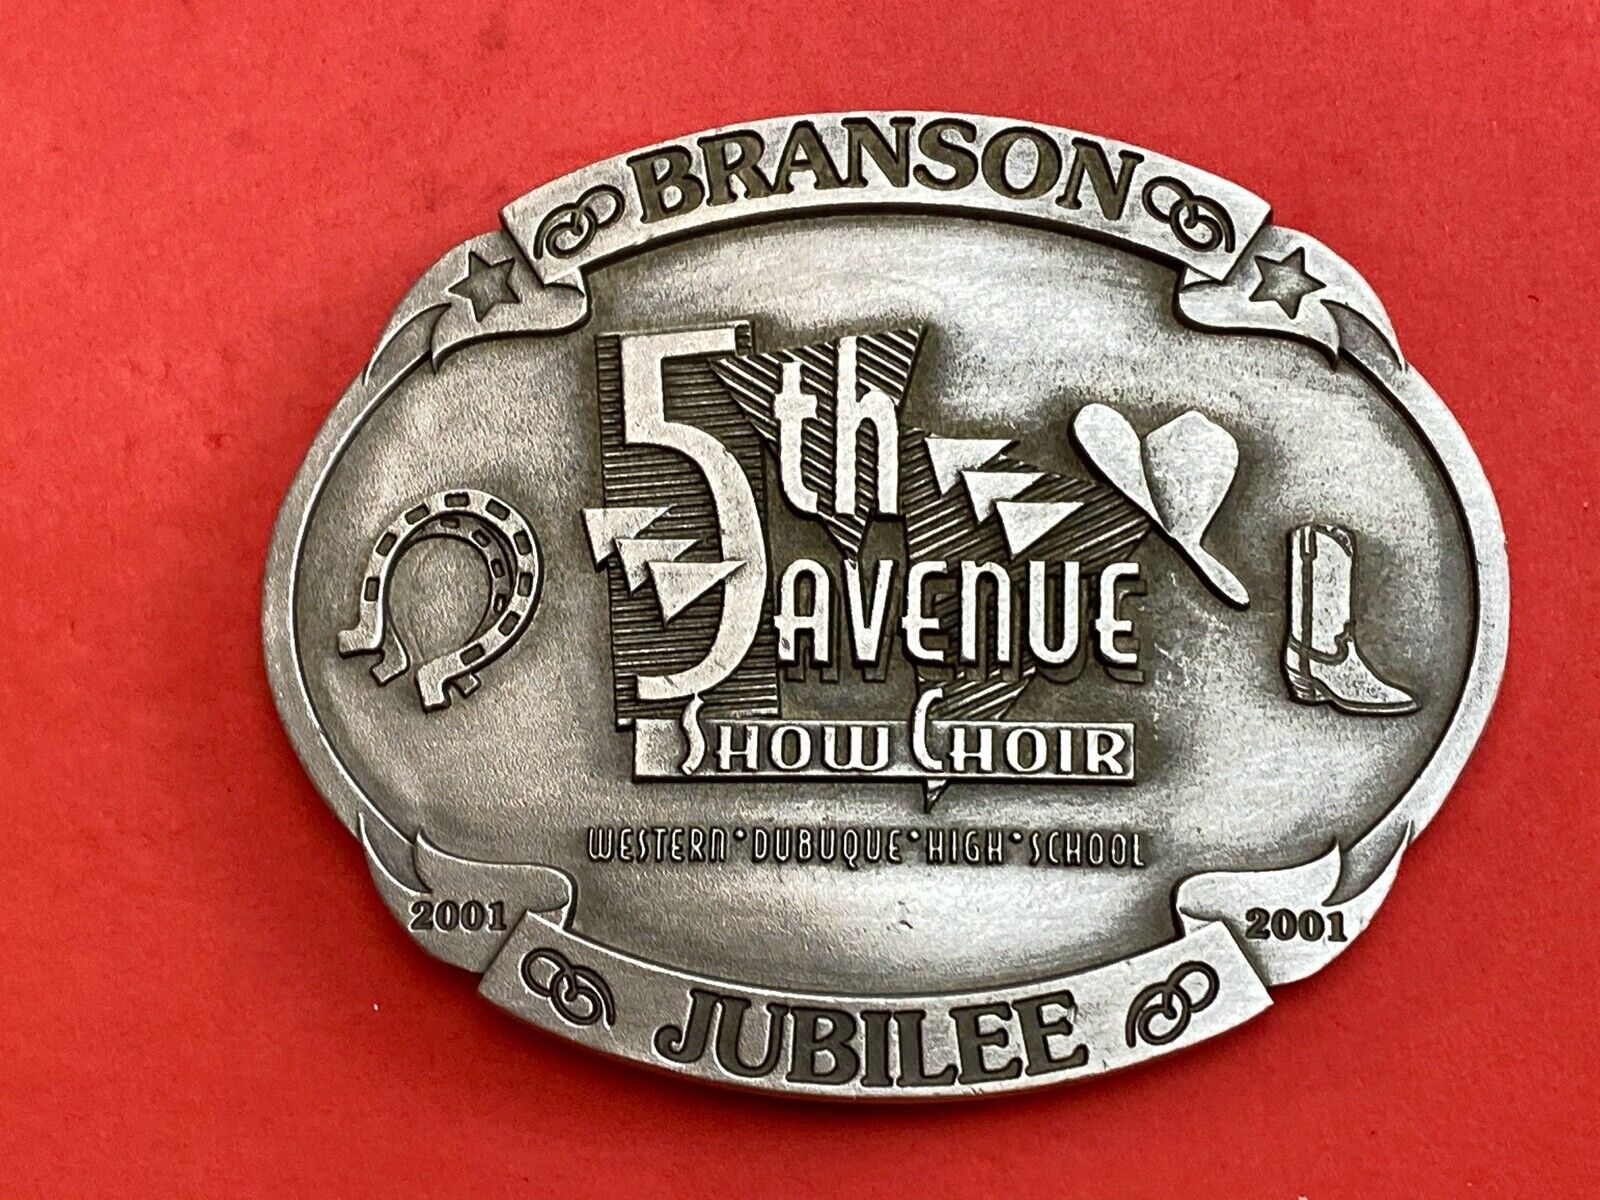 BRANSON
5th
AVENUE
SHOW CHOIR
WESTERN•DUBUQUE•HIGH•SCHOOL
2001 2001
JUBILEE